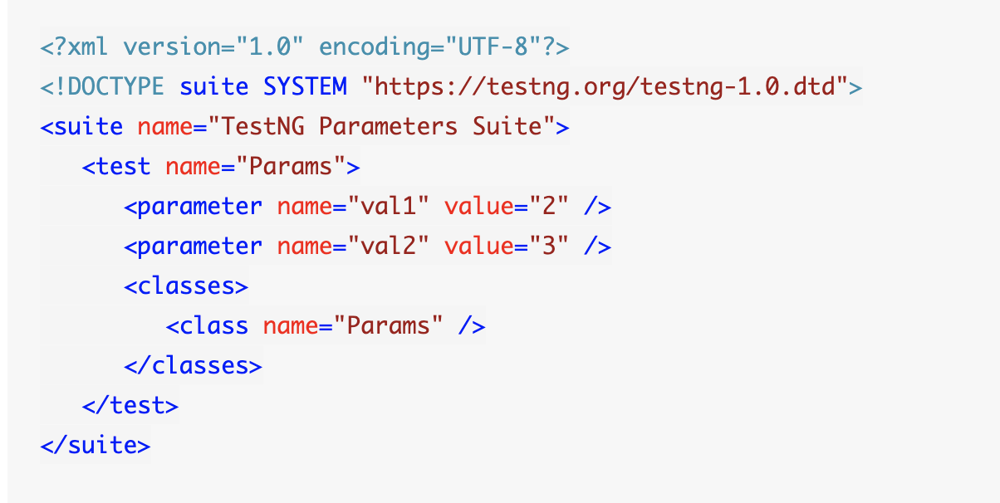 <?xml version="1.0" encoding="UTF-8"?>
<!DOCTYPE suite SYSTEM "https://testng.org/testng-1.0.dtd">
<suite name="TestNG Parameters Suite">
   <test name="Params">
      <parameter name="val1" value="2" />
      <parameter name="val2" value="3" />
      <classes>
         <class name="Params" />
      </classes>
   </test>
</suite>